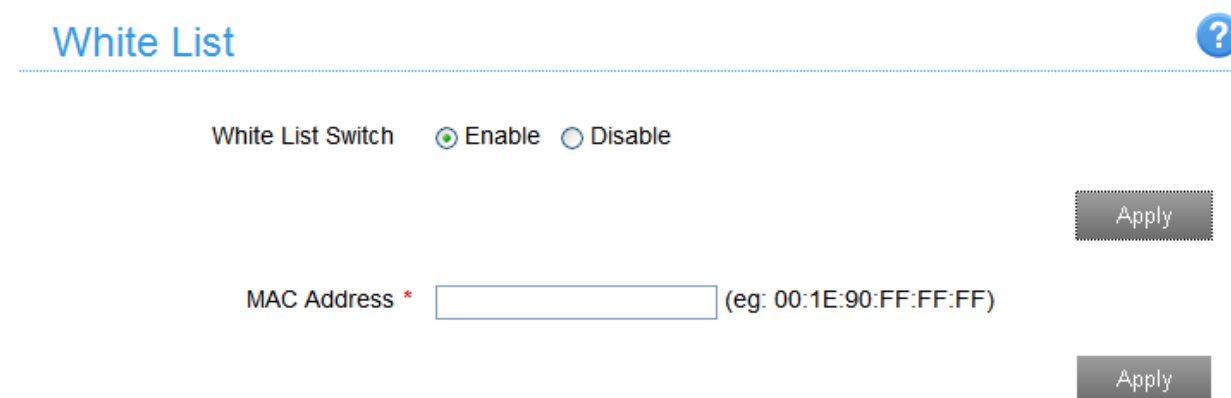 White List
?
White List Switch Enable Disable
Apply
MAC Address * (eg: 00:1E:90:FF:FF:FF)
Apply